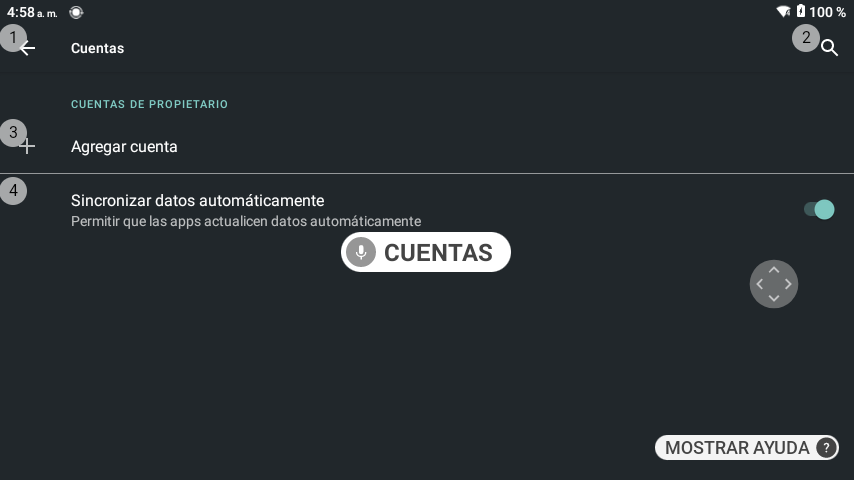 4:58 a. m.
100 %
1
2
Cuentas
CUENTAS DE PROPIETARIO
3
Agregar cuenta
4
Sincronizar datos automáticamente
Permitir que las apps actualicen datos automáticamente
CUENTAS
MOSTRAR AYUDA ?